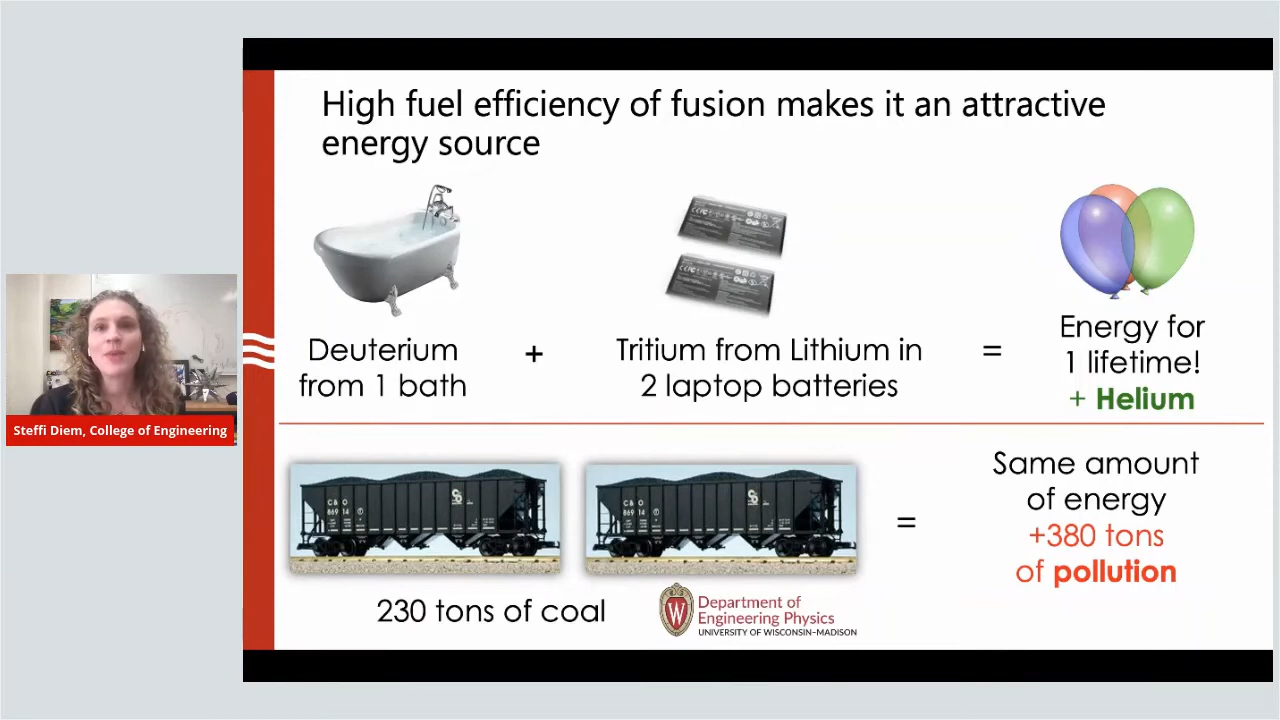 High fuel efficiency of fusion makes it an attractive
energy source
Deuterium
from 1 bath
+
Tritium from Lithium in
2 laptop batteries
=
Energy for
1 lifetime!
+ Helium
Steffi Diem, College of Engineering
C & O
86914
C & O
86914
=
Same amount
of energy
+380 tons
of pollution
230 tons of coal
W
Department of
Engineering Physics
UNIVERSITY OF WISCONSIN–MADISON